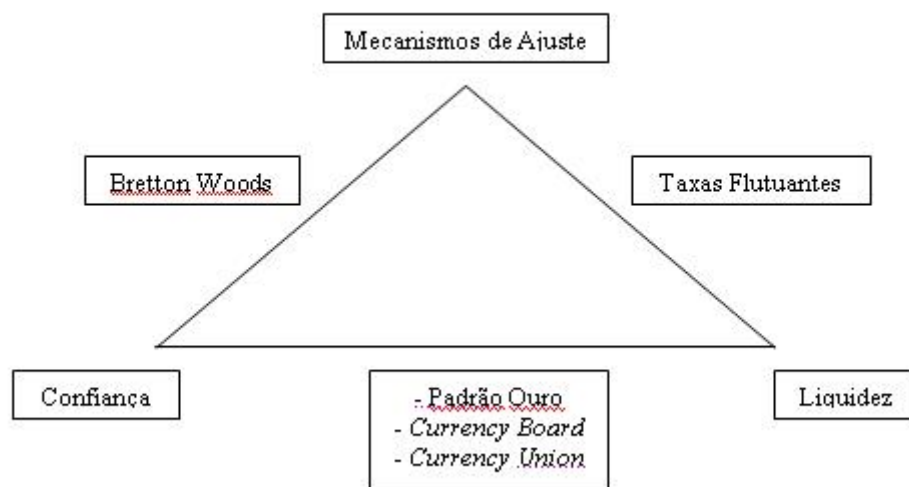 Mecanismos de Ajuste
Bretton Woods
Taxas Flutuantes
Confiança
- Padrão Ouro
- Currency Board
- Currency Union
Liquidez